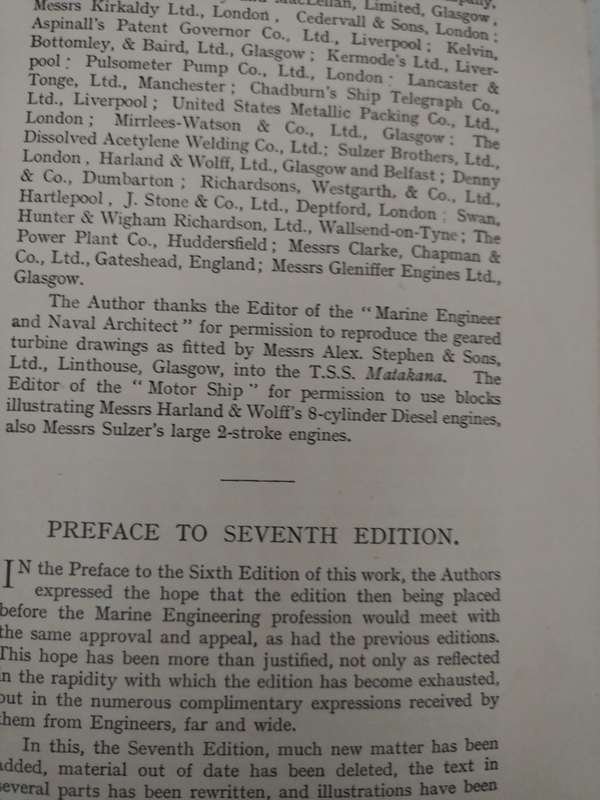 MacLellan, Limited, Glasgow,
Messrs Kirkaldy Ltd., London, Cedervall & Sons, London;
Aspinall's Patent Governor Co., Ltd., Liverpool; Kelvin,
Bottomley, & Baird, Ltd., Glasgow; Kermode's Ltd., Liver-
pool; Pulsometer Pump Co., Ltd., London; Lancaster &
Tonge, Ltd., Manchester; Chadburn's Ship Telegraph Co.,
Ltd., Liverpool; United States Metallic Packing Co., Ltd.,
London; Mirrlees-Watson & Co., Ltd., Glasgow; The
Dissolved Acetylene Welding Co., Ltd.; Sulzer Brothers, Ltd.,
London, Harland & Wolff, Ltd., Glasgow and Belfast; Denny
& Co., Dumbarton; Richardsons, Westgarth, & Co., Ltd.,
Hartlepool, J. Stone & Co., Ltd., Deptford, London; Swan,
Hunter & Wigham Richardson, Ltd., Wallsend-on-Tyne; The
Power Plant Co., Huddersfield; Messrs Clarke, Chapman &
Co., Ltd., Gateshead, England; Messrs Gleniffer Engines Ltd.,
Glasgow.
The Author thanks the Editor of the "Marine Engineer
and Naval Architect" for permission to reproduce the geared
turbine drawings as fitted by Messrs Alex. Stephen & Sons,
Ltd., Linthouse, Glasgow, into the T.S.S. Matakana. The
Editor of the "Motor Ship" for permission to use blocks
illustrating Messrs Harland & Wolff's 8-cylinder Diesel engines,
also Messrs Sulzer's large 2-stroke engines.
PREFACE TO SEVENTH EDITION.
IN the Preface to the Sixth Edition of this work, the Authors
expressed the hope that the edition then being placed
before the Marine Engineering profession would meet with
the same approval and appeal, as had the previous editions.
This hope has been more than justified, not only as reflected
in the rapidity with which the edition has become exhausted,
but in the numerous complimentary expressions received by
them from Engineers, far and wide.
In this, the Seventh Edition, much new matter has been
added, material out of date has been deleted, the text in
several parts has been rewritten, and illustrations have been